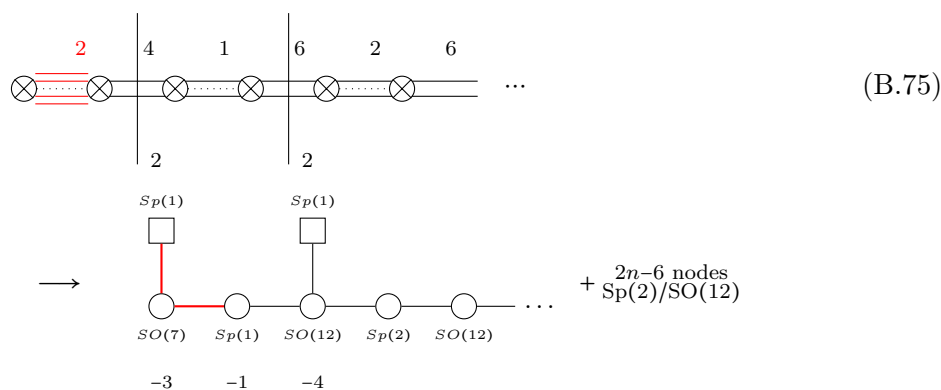 2 4 1 6 2 6
... (B.75)
2 2
Sp(1) Sp(1)
⟶ ··· + 2n–6 nodes
Sp(2)/SO(12)
SO(7) Sp(1) SO(12) Sp(2) SO(12)
–3 –1 –4